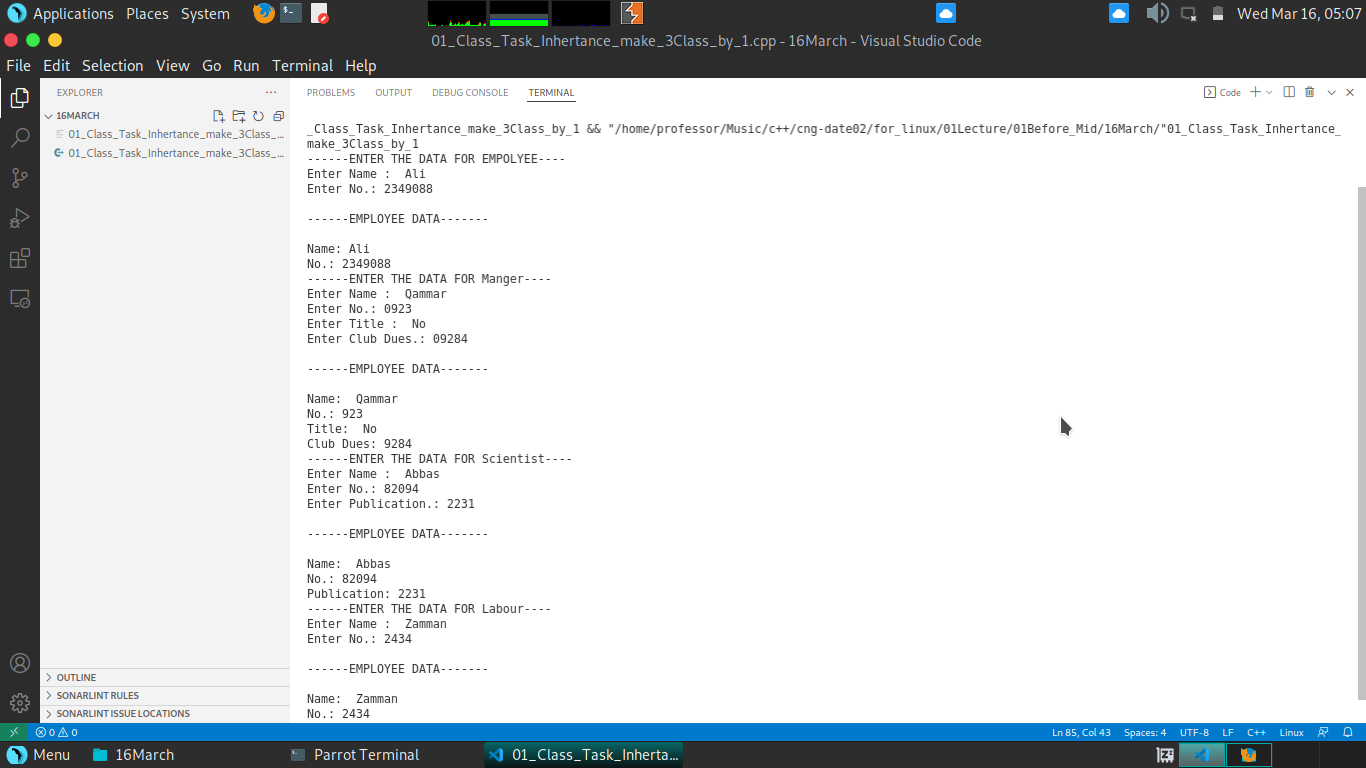 Applications Places System Wed Mar 16, 05:07
01_Class_Task_Inhertance_make_3Class_by_1.cpp - 16March - Visual Studio Code
File Edit Selection View Go Run Terminal Help
EXPLORER ···
16MARCH
01_Class_Task_Inhertance_make_3Class_...
01_Class_Task_Inhertance_make_3Class_...
OUTLINE
SONARLINT RULES
SONARLINT ISSUE LOCATIONS
PROBLEMS OUTPUT DEBUG CONSOLE TERMINAL Code
_Class_Task_Inhertance_make_3Class_by_1 && "/home/professor/Music/c++/cng-date02/for_linux/01Lecture/01Before_Mid/16March/"01_Class_Task_Inhertance_
make_3Class_by_1
------ENTER THE DATA FOR EMPOLYEE----
Enter Name :  Ali
Enter No.: 2349088
------EMPLOYEE DATA-------
Name: Ali
No.: 2349088
------ENTER THE DATA FOR Manger----
Enter Name :  Qammar
Enter No.: 0923
Enter Title :  No
Enter Club Dues.: 09284
------EMPLOYEE DATA-------
Name:  Qammar
No.: 923
Title:  No
Club Dues: 9284
------ENTER THE DATA FOR Scientist----
Enter Name :  Abbas
Enter No.: 82094
Enter Publication.: 2231
------EMPLOYEE DATA-------
Name:  Abbas
No.: 82094
Publication: 2231
------ENTER THE DATA FOR Labour----
Enter Name :  Zamman
Enter No.: 2434
------EMPLOYEE DATA-------
Name:  Zamman
No.: 2434
0 0 Ln 85, Col 43 Spaces: 4 UTF-8 LF C++ Linux
Menu 16March Parrot Terminal 01_Class_Task_Inherta...